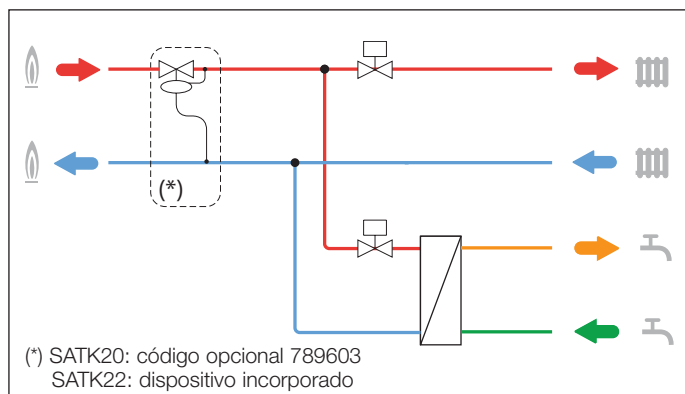 (*)
(*) SATK20: código opcional 789603
SATK22: dispositivo incorporado